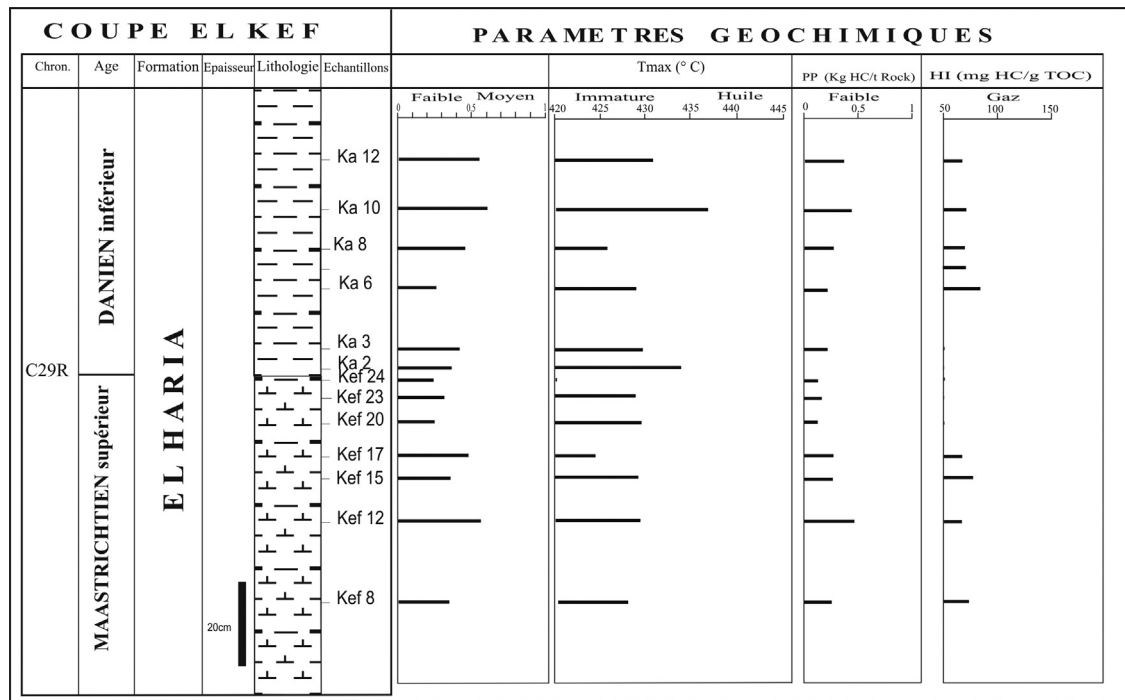 COUPE EL KEF
PARAMETRES GEOCHIMIQUES
Chron. Age Formation Epaisseur Lithologie Echantillons
Tmax (° C)
PP (Kg HC/t Rock)
HI (mg HC/g TOC)
Faible Moyen
Immature Huile
Faible
Gaz
0 0.5 1
420 425 430 435 440 445
0 0.5 1
50 100 150
Ka 12
Ka 10
Ka 8
Ka 6
Ka 3
Ka 2
Kef 24
Kef 23
Kef 20
Kef 17
Kef 15
Kef 12
Kef 8
C29R
DANIEN inférieur
MAASTRICHTIEN supérieur
EL HARIA
20cm